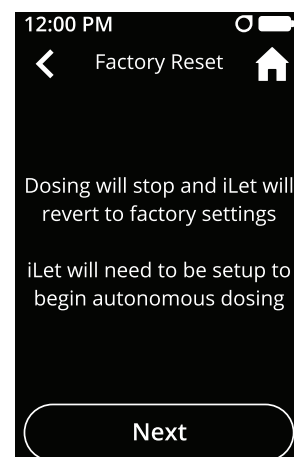 12:00 PM
Factory Reset
Dosing will stop and iLet will
revert to factory settings
iLet will need to be setup to
begin autonomous dosing
Next